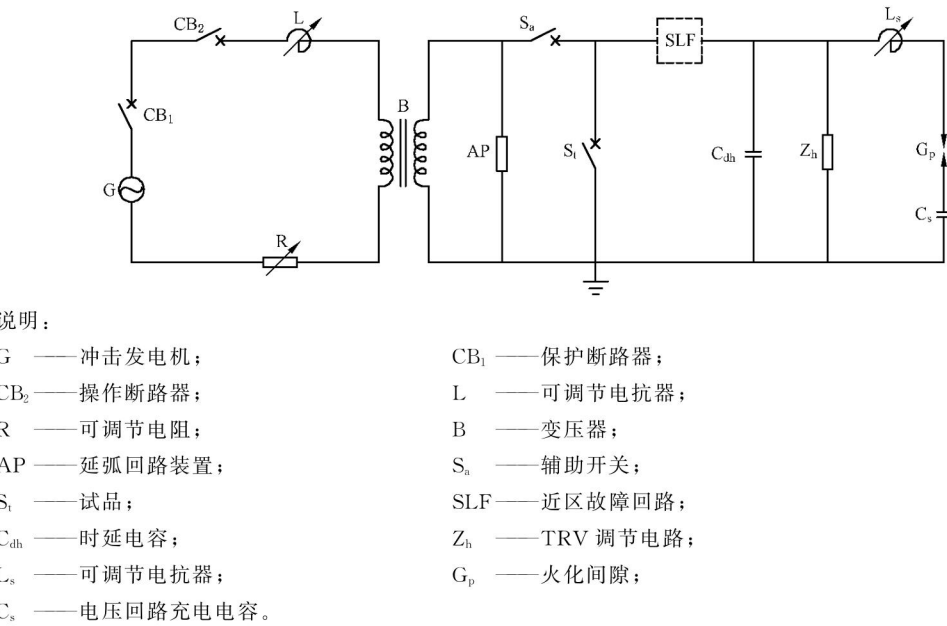 CB₂
L
Sₐ
SLF
Lₛ
CB₁
B
G
AP
Sₜ
C_dh
Z_h
Gₚ
Cₛ
R
说明：
G ——冲击发电机； CB₁ ——保护断路器；
CB₂ ——操作断路器； L ——可调节电抗器；
R ——可调节电阻； B ——变压器；
AP ——延弧回路装置； Sₐ ——辅助开关；
Sₜ ——试品； SLF ——近区故障回路；
C_dh ——时延电容； Z_h ——TRV 调节电路；
Lₛ ——可调节电抗器； Gₚ ——火化间隙；
Cₛ ——电压回路充电电容。